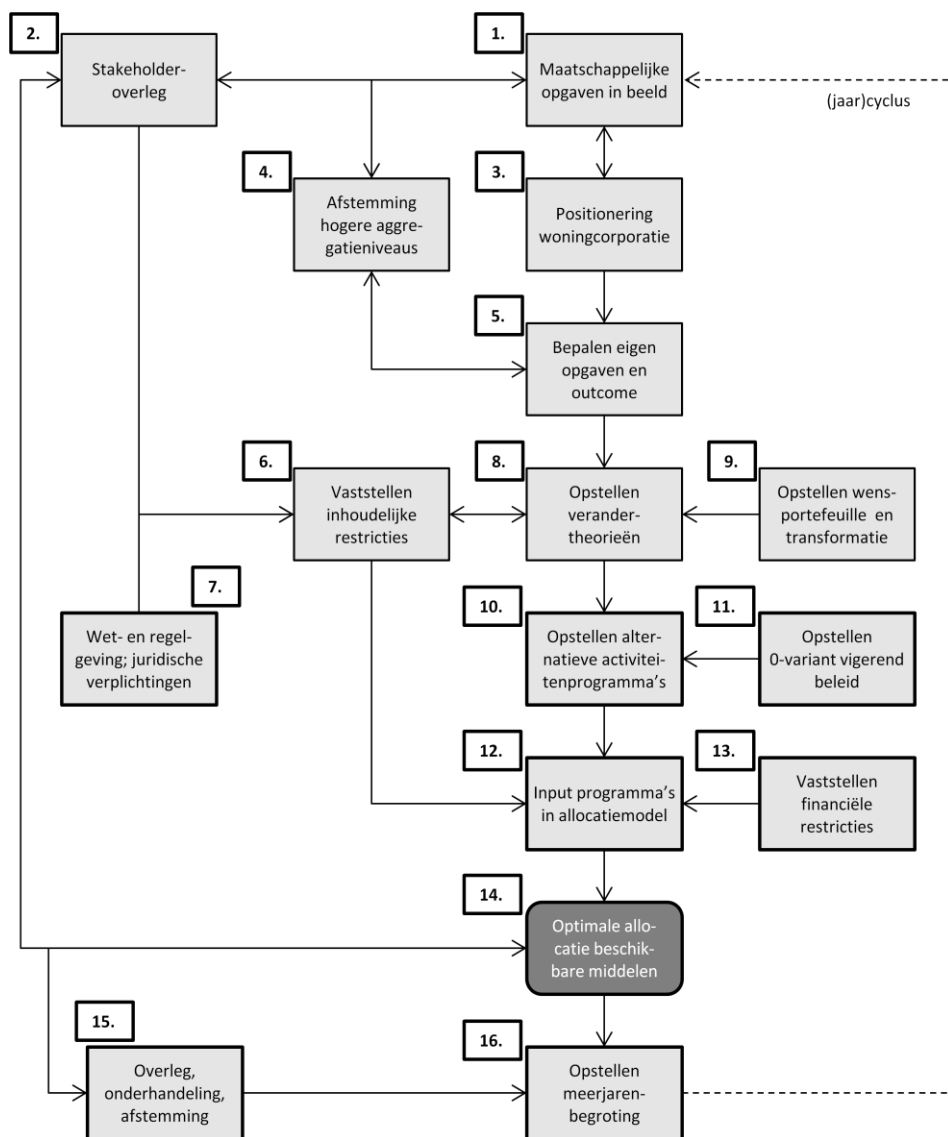 2.
Stakeholder-
overleg
1.
Maatschappelijke
opgaven in beeld
(jaar)cyclus
4.
Afstemming
hogere aggre-
gatieniveaus
3.
Positionering
woningcorporatie
5.
Bepalen eigen
opgaven en
outcome
6.
Vaststellen
inhoudelijke
restricties
8.
Opstellen
verander-
theorieën
9.
Opstellen wens-
portefeuille en
transformatie
7.
Wet- en regel-
geving; juridische
verplichtingen
10.
Opstellen alter-
natieve activitei-
tenprogramma’s
11.
Opstellen
0-variant vigerend
beleid
12.
Input programma’s
in allocatiemodel
13.
Vaststellen
financiële
restricties
14.
Optimale allo-
catie beschik-
bare middelen
15.
Overleg,
onderhandeling,
afstemming
16.
Opstellen
meerjaren-
begroting